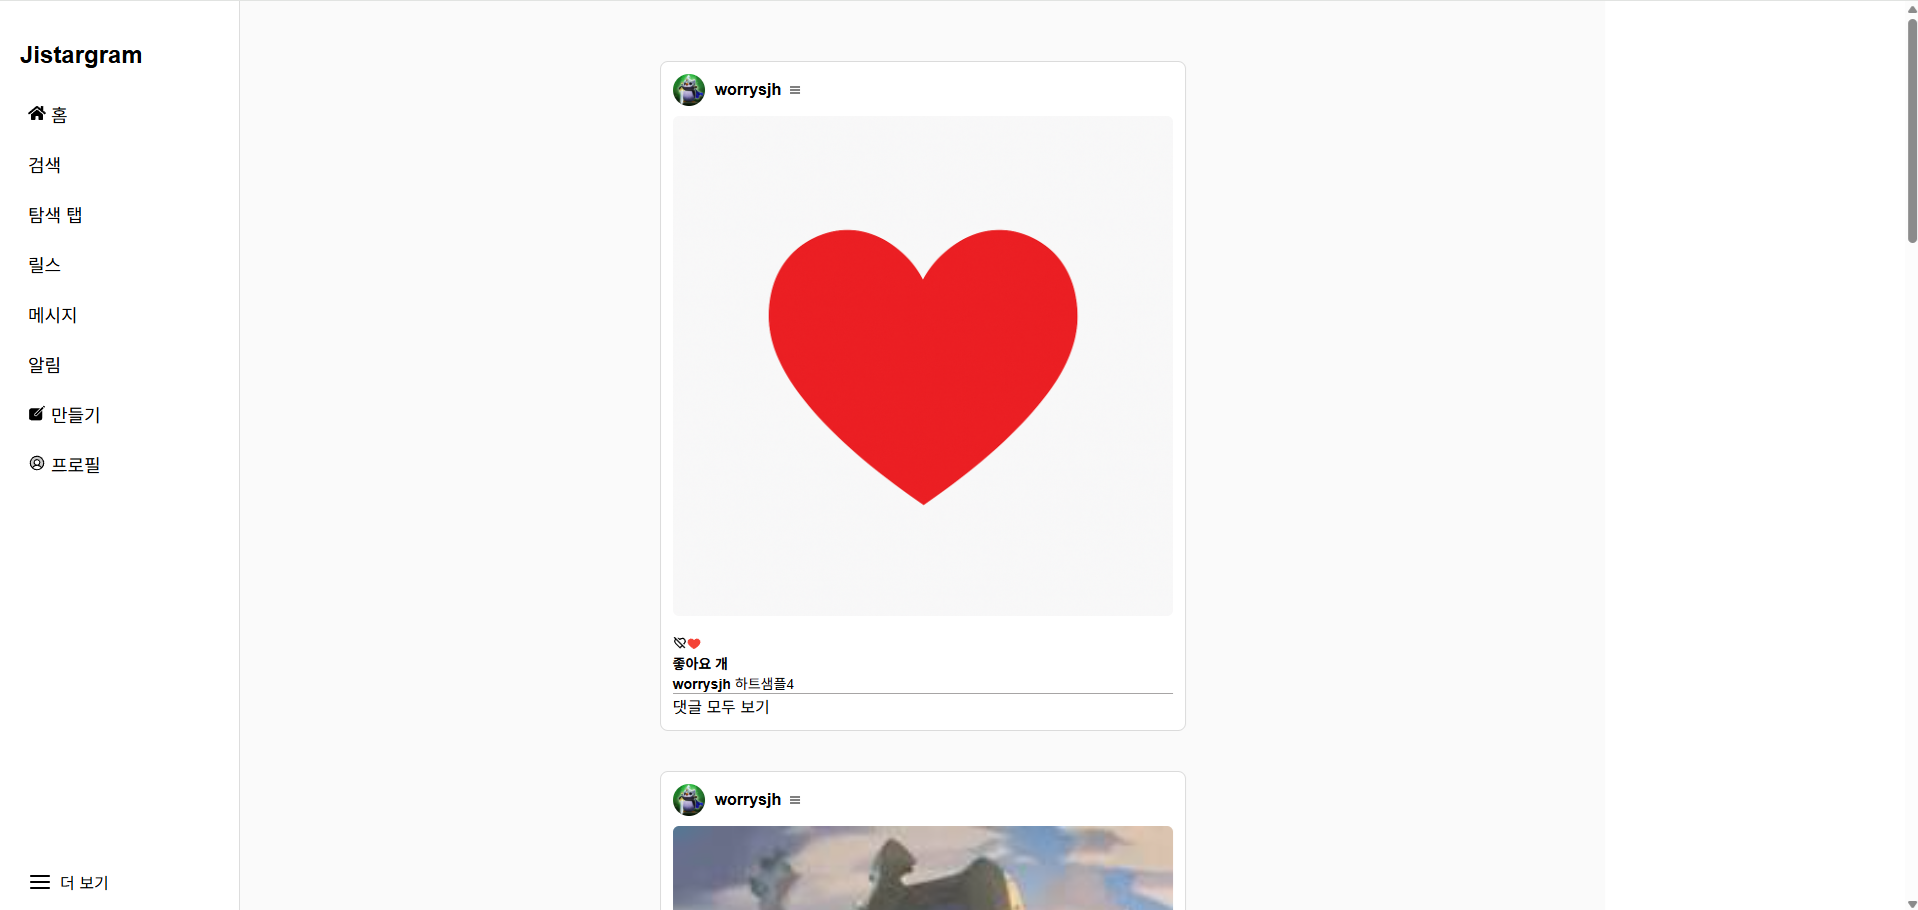 Jistargram
홈
검색
탐색 탭
릴스
메시지
알림
만들기
프로필
더 보기
worrysjh
좋아요 개
worrysjh 하트샘플4
댓글 모두 보기
worrysjh